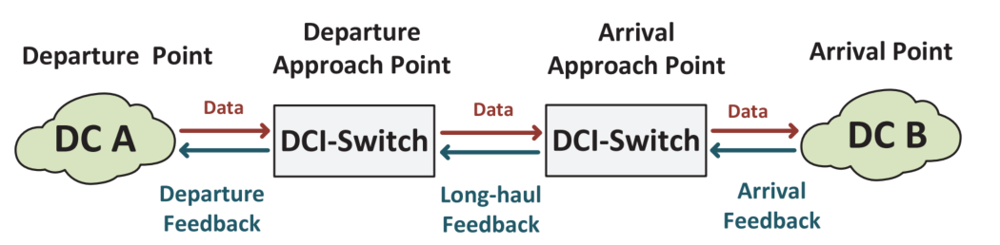 Departure Point
Departure
Approach Point
Arrival
Approach Point
Arrival Point
DC A
Data
DCI-Switch
Data
DCI-Switch
Data
DC B
Departure
Feedback
Long-haul
Feedback
Arrival
Feedback